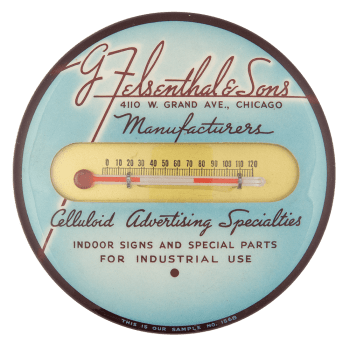 G Felsenthal & Sons
4110 W. GRAND AVE., CHICAGO
Manufacturers
0 10 20 30 40 50 60 70 80 90 100 110 120
Celluloid Advertising Specialties
INDOOR SIGNS AND SPECIAL PARTS
FOR INDUSTRIAL USE
THIS IS OUR SAMPLE NO.